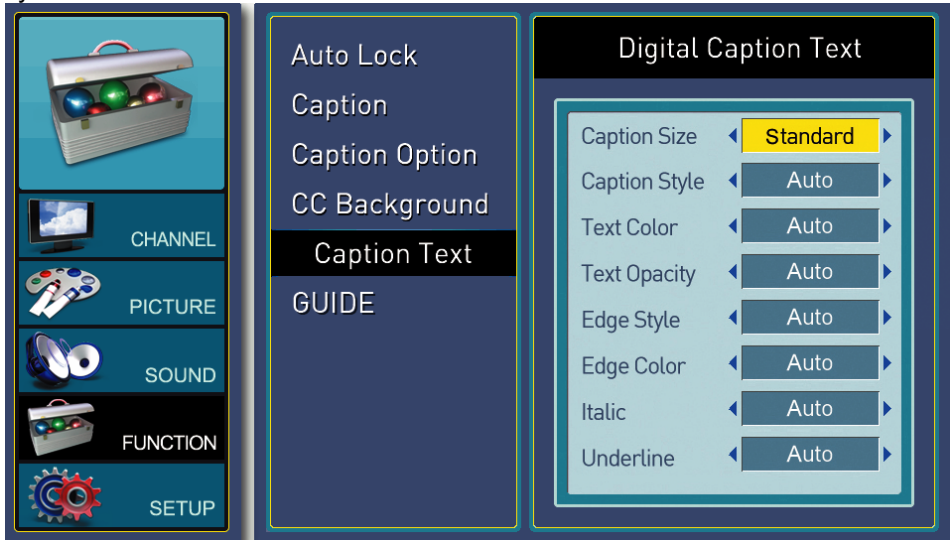 CHANNEL
PICTURE
SOUND
FUNCTION
SETUP
Auto Lock
Caption
Caption Option
CC Background
Caption Text
GUIDE
Digital Caption Text
Caption Size Standard
Caption Style Auto
Text Color Auto
Text Opacity Auto
Edge Style Auto
Edge Color Auto
Italic Auto
Underline Auto